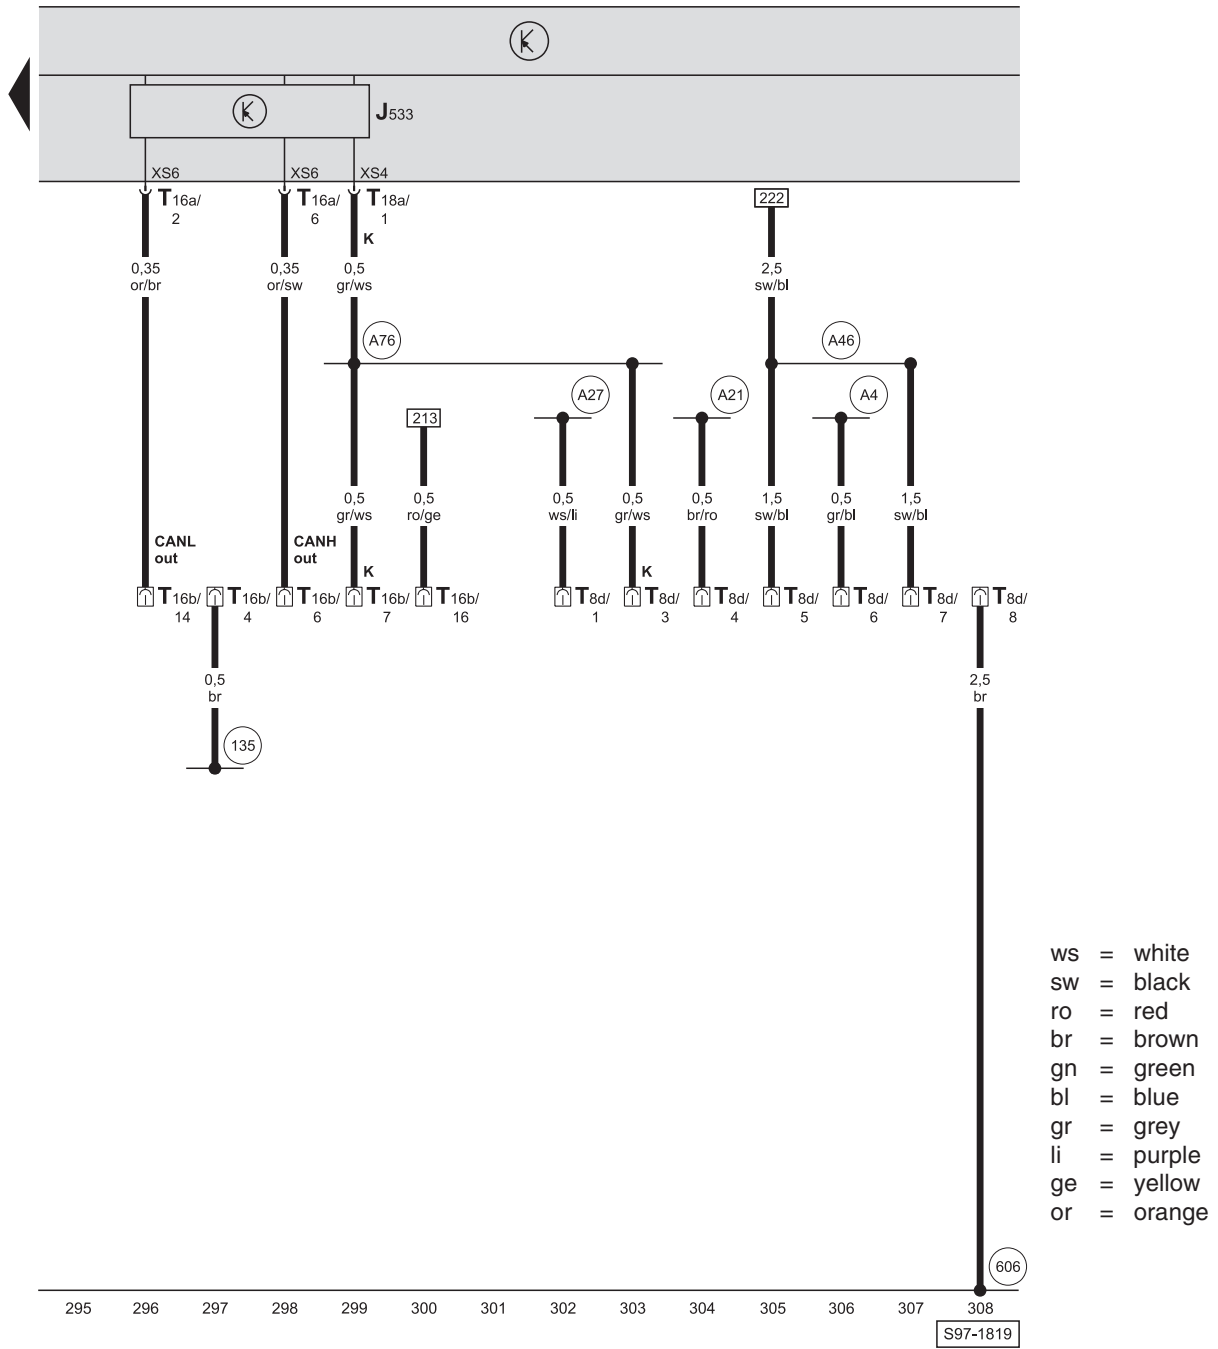 J533
XS6 XS6 XS4
T16a/ T16a/ T18a/ 222
2 6 1
K
0,35 0,35 0,5 2,5
or/br or/sw gr/ws sw/bl
A76 A46
A27 A21 A4
213
0,5 0,5 0,5 0,5 0,5 1,5 0,5 1,5
gr/ws ro/ge ws/li gr/ws br/ro sw/bl gr/bl sw/bl
CANL CANH
out out
K K
T16b/ T16b/ T16b/ T16b/ T16b/ T8d/ T8d/ T8d/ T8d/ T8d/ T8d/ T8d/
14 4 6 7 16 1 3 4 5 6 7 8
0,5 2,5
br br
135
ws = white
sw = black
ro = red
br = brown
gn = green
bl = blue
gr = grey
li = purple
ge = yellow
or = orange
606
295 296 297 298 299 300 301 302 303 304 305 306 307 308
S97-1819